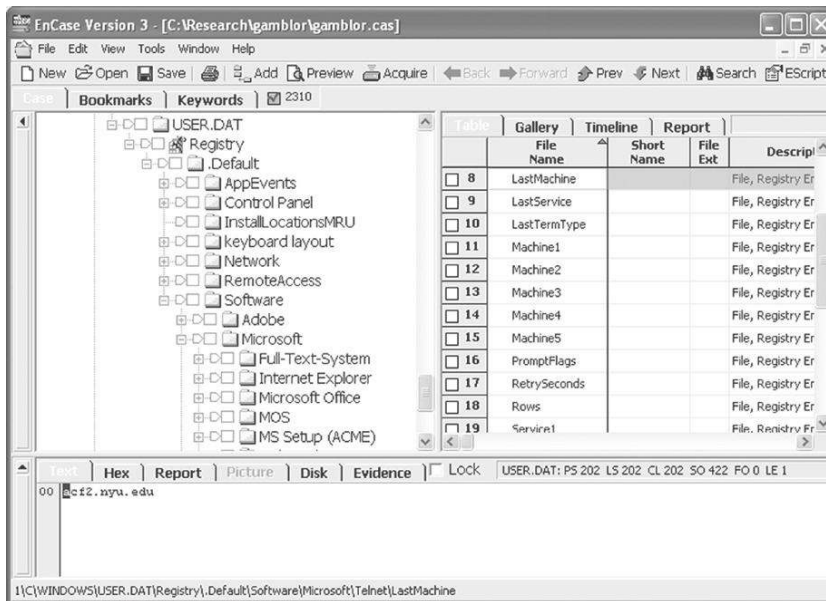 EnCase Version 3 - [C:\Research\gamblor\gamblor.cas]
File Edit View Tools Window Help
New Open Save Add Preview Acquire Back Forward Prev Next Search EScript
Case Bookmarks Keywords 2310
USER.DAT
Registry
.Default
AppEvents
Control Panel
InstallLocationsMRU
keyboard layout
Network
RemoteAccess
Software
Adobe
Microsoft
Full-Text-System
Internet Explorer
Microsoft Office
MOS
MS Setup (ACME)
Table Gallery Timeline Report
File Name Short Name File Ext Descript
8 LastMachine File, Registry Er
9 LastService File, Registry Er
10 LastTermType File, Registry Er
11 Machine1 File, Registry Er
12 Machine2 File, Registry Er
13 Machine3 File, Registry Er
14 Machine4 File, Registry Er
15 Machine5 File, Registry Er
16 PromptFlags File, Registry Er
17 RetrySeconds File, Registry Er
18 Rows File, Registry Er
19 Service1 File, Registry Er
Text Hex Report Picture Disk Evidence Lock USER.DAT: PS 202 LS 202 CL 202 SO 422 FO 0 LE 1
00 acf2.nyu.edu
1\C\WINDOWS\USER.DAT\Registry\.Default\Software\Microsoft\Telnet\LastMachine